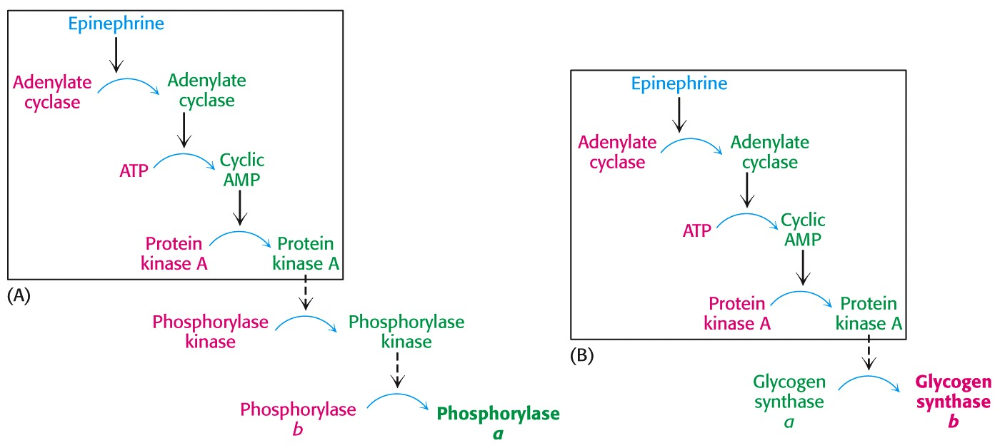 Epinephrine
Adenylate
cyclase
Adenylate
cyclase
ATP
Cyclic
AMP
Protein
kinase A
Protein
kinase A
(A)
Phosphorylase
kinase
Phosphorylase
kinase
Phosphorylase
b
Phosphorylase
a
Epinephrine
Adenylate
cyclase
Adenylate
cyclase
ATP
Cyclic
AMP
Protein
kinase A
Protein
kinase A
(B)
Glycogen
synthase
a
Glycogen
synthase
b